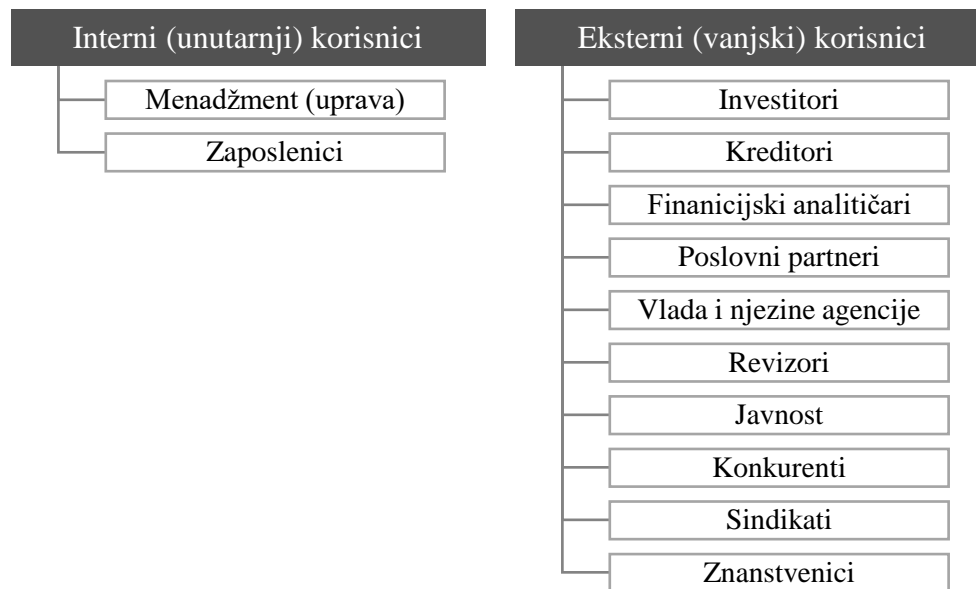 Interni (unutarnji) korisnici
Menadžment (uprava)
Zaposlenici
Eksterni (vanjski) korisnici
Investitori
Kreditori
Finanicijski analitičari
Poslovni partneri
Vlada i njezine agencije
Revizori
Javnost
Konkurenti
Sindikati
Znanstvenici